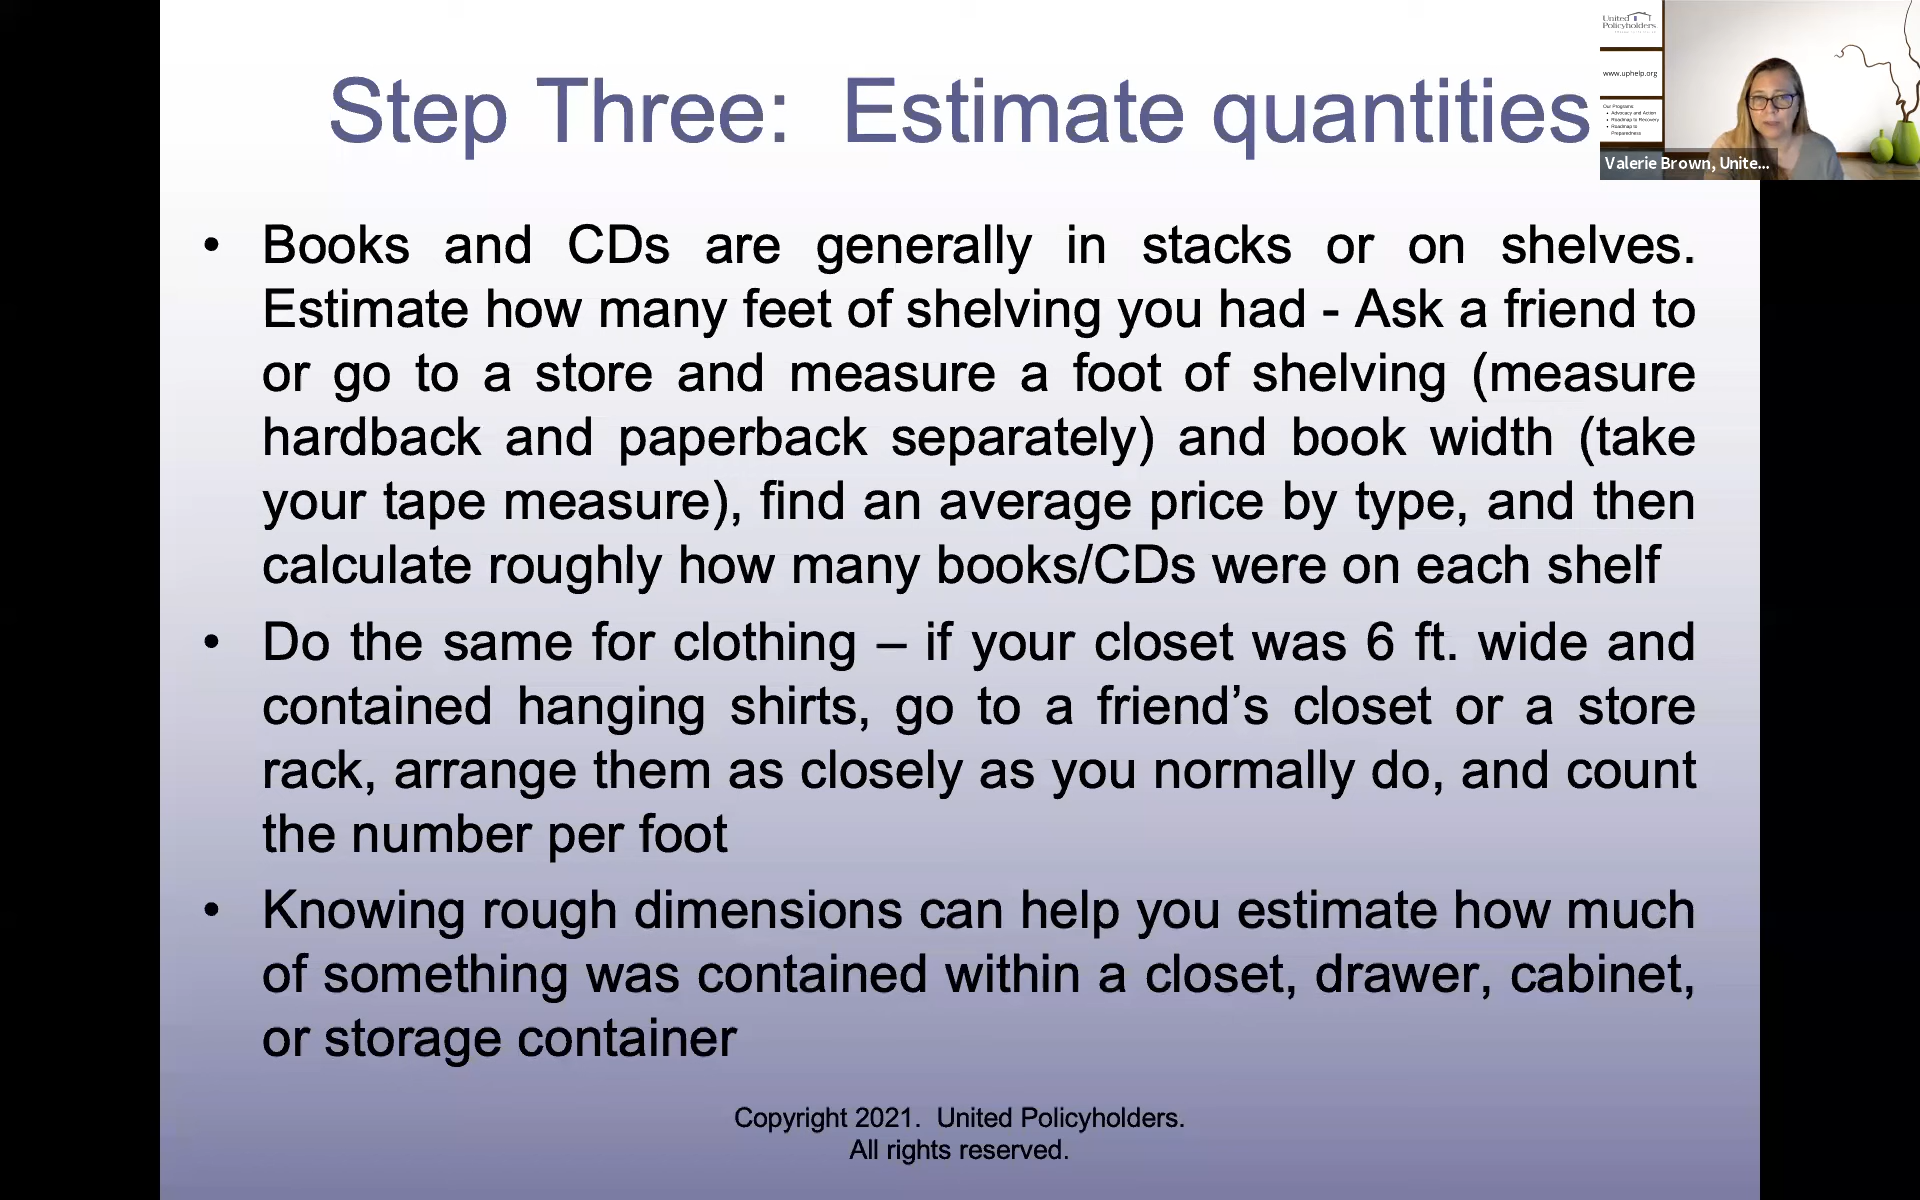 Step Three: Estimate quantities
• Books and CDs are generally in stacks or on shelves.
Estimate how many feet of shelving you had - Ask a friend to
or go to a store and measure a foot of shelving (measure
hardback and paperback separately) and book width (take
your tape measure), find an average price by type, and then
calculate roughly how many books/CDs were on each shelf
• Do the same for clothing – if your closet was 6 ft. wide and
contained hanging shirts, go to a friend’s closet or a store
rack, arrange them as closely as you normally do, and count
the number per foot
• Knowing rough dimensions can help you estimate how much
of something was contained within a closet, drawer, cabinet,
or storage container
Copyright 2021. United Policyholders.
All rights reserved.
United
Policyholders
www.uphelp.org
Our Programs:
• Advocacy and Action
• Roadmap to Recovery
• Roadmap to
Preparedness
Valerie Brown, Unite...